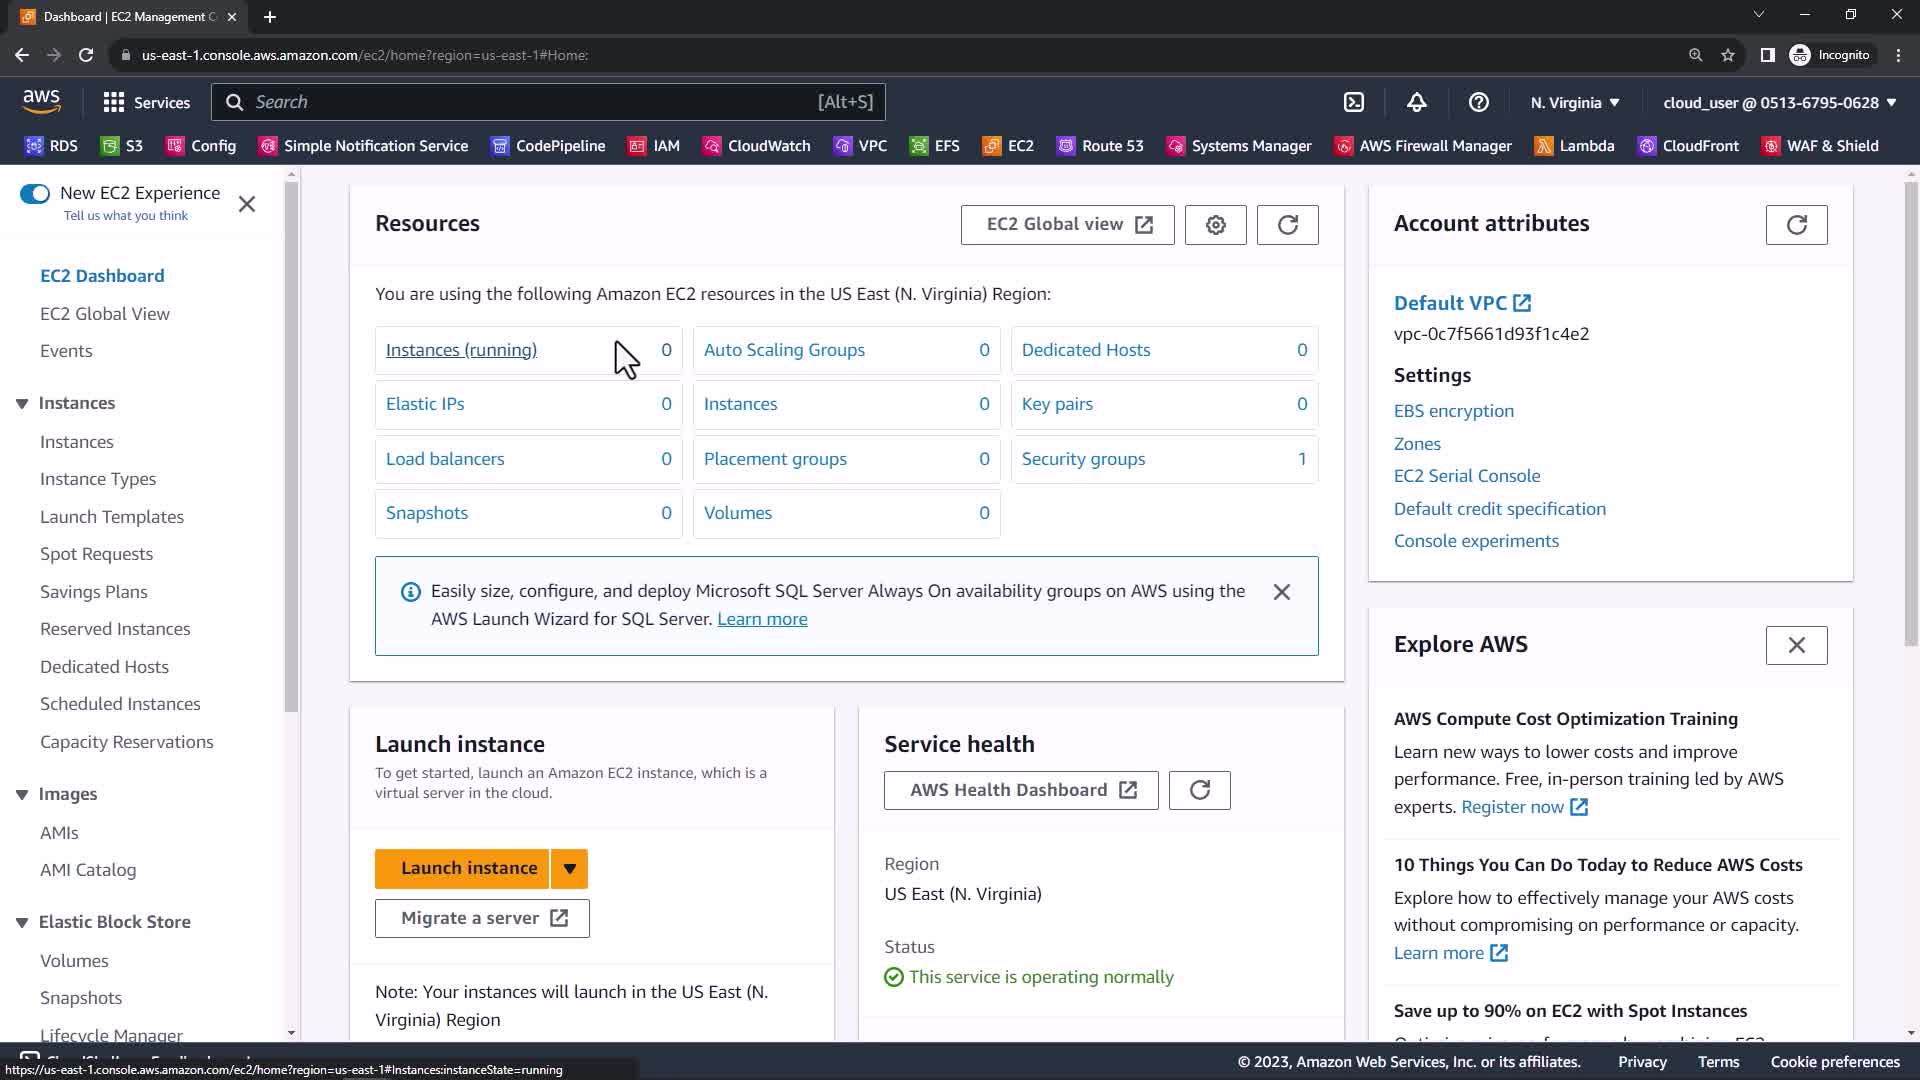 Dashboard | EC2 Management C
us-east-1.console.aws.amazon.com/ec2/home?region=us-east-1#Home:
Incognito
aws
Services
Search
[Alt+S]
N. Virginia
cloud_user @ 0513-6795-0628
RDS
S3
Config
Simple Notification Service
CodePipeline
IAM
CloudWatch
VPC
EFS
EC2
Route 53
Systems Manager
AWS Firewall Manager
Lambda
CloudFront
WAF & Shield
New EC2 Experience
Tell us what you think
EC2 Dashboard
EC2 Global View
Events
Instances
Instances
Instance Types
Launch Templates
Spot Requests
Savings Plans
Reserved Instances
Dedicated Hosts
Scheduled Instances
Capacity Reservations
Images
AMIs
AMI Catalog
Elastic Block Store
Volumes
Snapshots
Lifecycle Manager
Resources
EC2 Global view
You are using the following Amazon EC2 resources in the US East (N. Virginia) Region:
Instances (running) 0
Auto Scaling Groups 0
Dedicated Hosts 0
Elastic IPs 0
Instances 0
Key pairs 0
Load balancers 0
Placement groups 0
Security groups 1
Snapshots 0
Volumes 0
Easily size, configure, and deploy Microsoft SQL Server Always On availability groups on AWS using the
AWS Launch Wizard for SQL Server. Learn more
Launch instance
To get started, launch an Amazon EC2 instance, which is a
virtual server in the cloud.
Launch instance
Migrate a server
Note: Your instances will launch in the US East (N.
Virginia) Region
Service health
AWS Health Dashboard
Region
US East (N. Virginia)
Status
This service is operating normally
Account attributes
Default VPC
vpc-0c7f5661d93f1c4e2
Settings
EBS encryption
Zones
EC2 Serial Console
Default credit specification
Console experiments
Explore AWS
AWS Compute Cost Optimization Training
Learn new ways to lower costs and improve
performance. Free, in-person training led by AWS
experts. Register now
10 Things You Can Do Today to Reduce AWS Costs
Explore how to effectively manage your AWS costs
without compromising on performance or capacity.
Learn more
Save up to 90% on EC2 with Spot Instances
© 2023, Amazon Web Services, Inc. or its affiliates.
Privacy
Terms
Cookie preferences
https://us-east-1.console.aws.amazon.com/ec2/home?region=us-east-1#Instances:instanceState=running